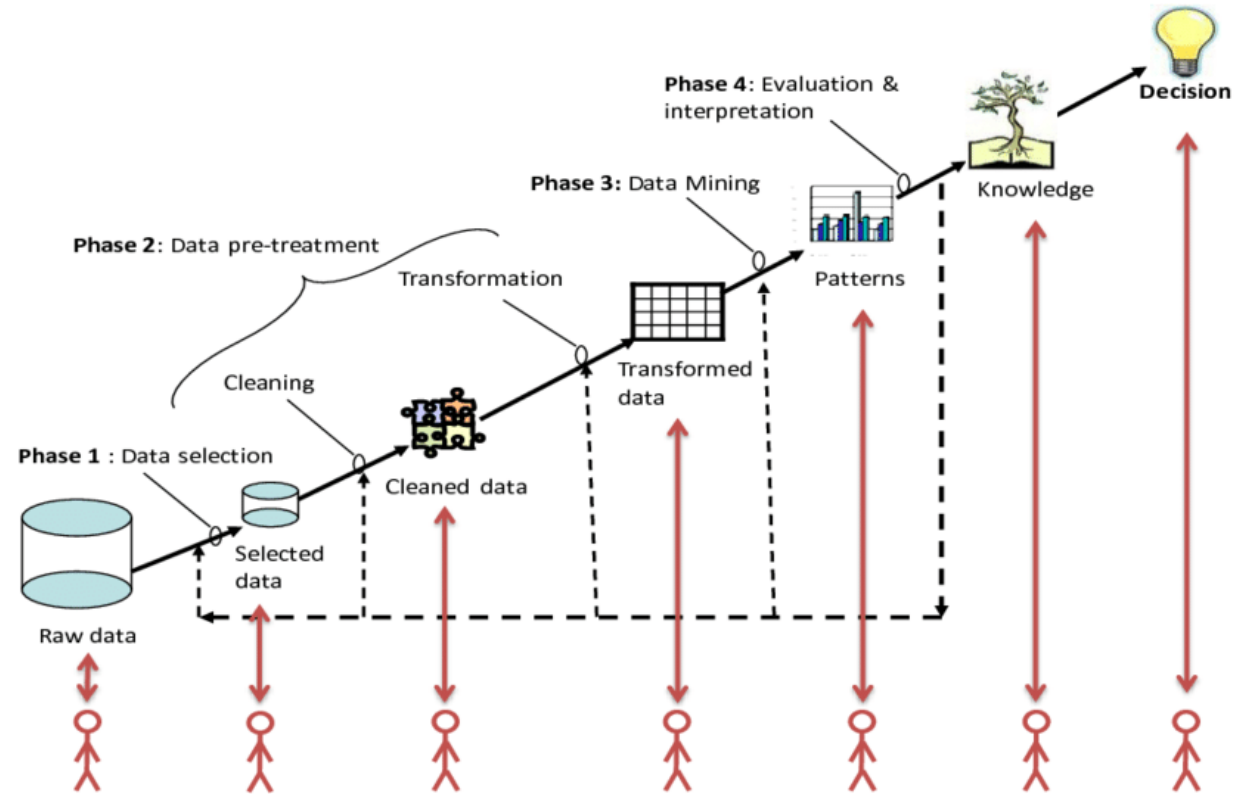 Decision
Phase 4: Evaluation &
interpretation
Knowledge
Phase 3: Data Mining
Patterns
Phase 2: Data pre-treatment
Transformation
Transformed
data
Cleaning
Cleaned data
Phase 1 : Data selection
Selected
data
Raw data